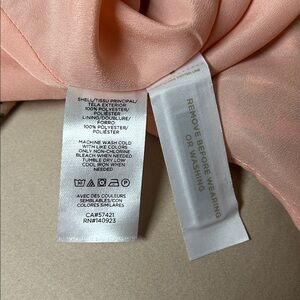 SHELL/TISSU PRINCIPAL/
TELA EXTERIOR
100% POLYESTER/
POLIÉSTER
LINING/DOUBLURE/
FORRO
100% POLYESTER/
POLIÉSTER
MACHINE WASH COLD
WITH LIKE COLORS
ONLY NON-CHLORINE
BLEACH WHEN NEEDED
TUMBLE DRY LOW
COOL IRON WHEN
NEEDED
AVEC DES COULEURS
SEMBLABLES/CON
COLORES SIMILARES
CA#57421
RN#140923
REMOVE BEFORE WEARING
OR WASHING